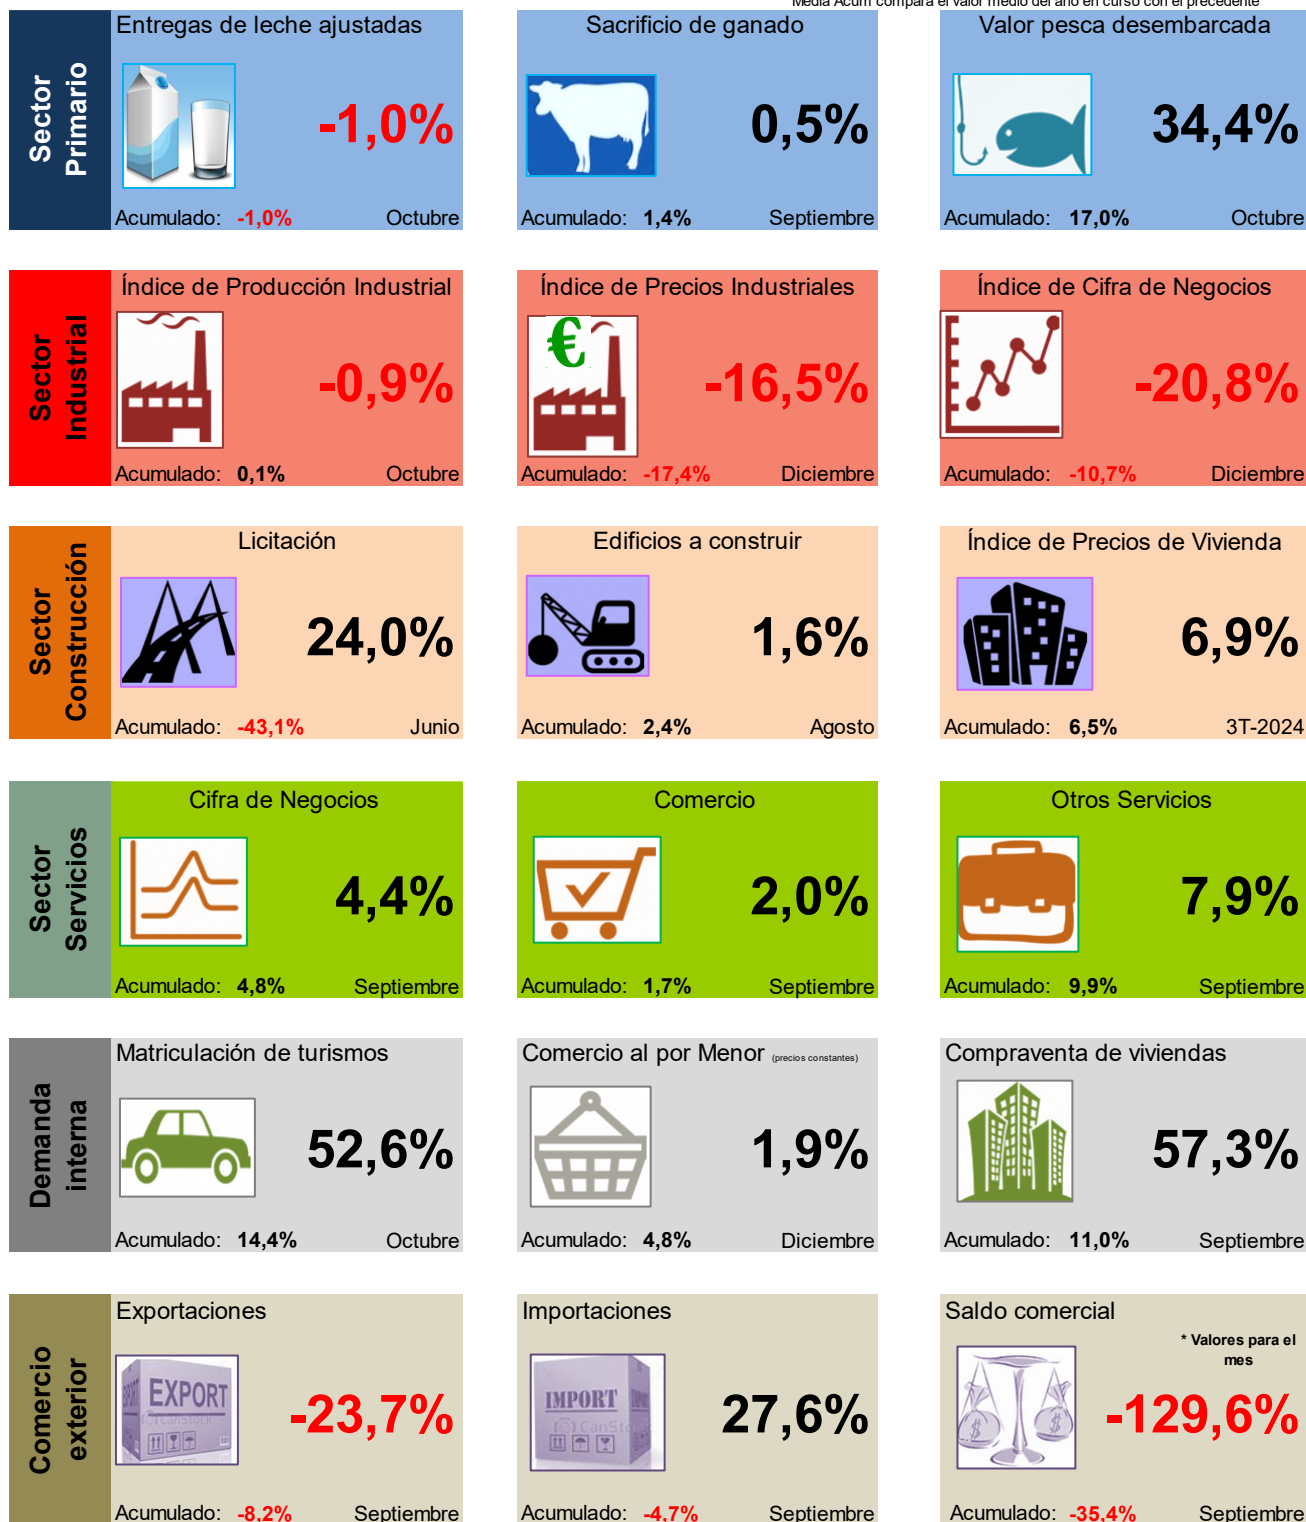 Media Acum compara el valor medio del año en curso con el precedente
Sector
Primario
Entregas de leche ajustadas
-1,0%
Acumulado: -1,0% Octubre
Sacrificio de ganado
0,5%
Acumulado: 1,4% Septiembre
Valor pesca desembarcada
34,4%
Acumulado: 17,0% Octubre
Sector
Industrial
Índice de Producción Industrial
-0,9%
Acumulado: 0,1% Octubre
Índice de Precios Industriales
€
-16,5%
Acumulado: -17,4% Diciembre
Índice de Cifra de Negocios
-20,8%
Acumulado: -10,7% Diciembre
Sector
Construcción
Licitación
24,0%
Acumulado: -43,1% Junio
Edificios a construir
1,6%
Acumulado: 2,4% Agosto
Índice de Precios de Vivienda
6,9%
Acumulado: 6,5% 3T-2024
Sector
Servicios
Cifra de Negocios
4,4%
Acumulado: 4,8% Septiembre
Comercio
2,0%
Acumulado: 1,7% Septiembre
Otros Servicios
7,9%
Acumulado: 9,9% Septiembre
Demanda
interna
Matriculación de turismos
52,6%
Acumulado: 14,4% Octubre
Comercio al por Menor (precios constantes)
1,9%
Acumulado: 4,8% Diciembre
Compraventa de viviendas
57,3%
Acumulado: 11,0% Septiembre
Comercio
exterior
Exportaciones
EXPORT
-23,7%
Acumulado: -8,2% Septiembre
Importaciones
IMPORT
27,6%
Acumulado: -4,7% Septiembre
Saldo comercial
* Valores para el
mes
$ $
-129,6%
Acumulado: -35,4% Septiembre